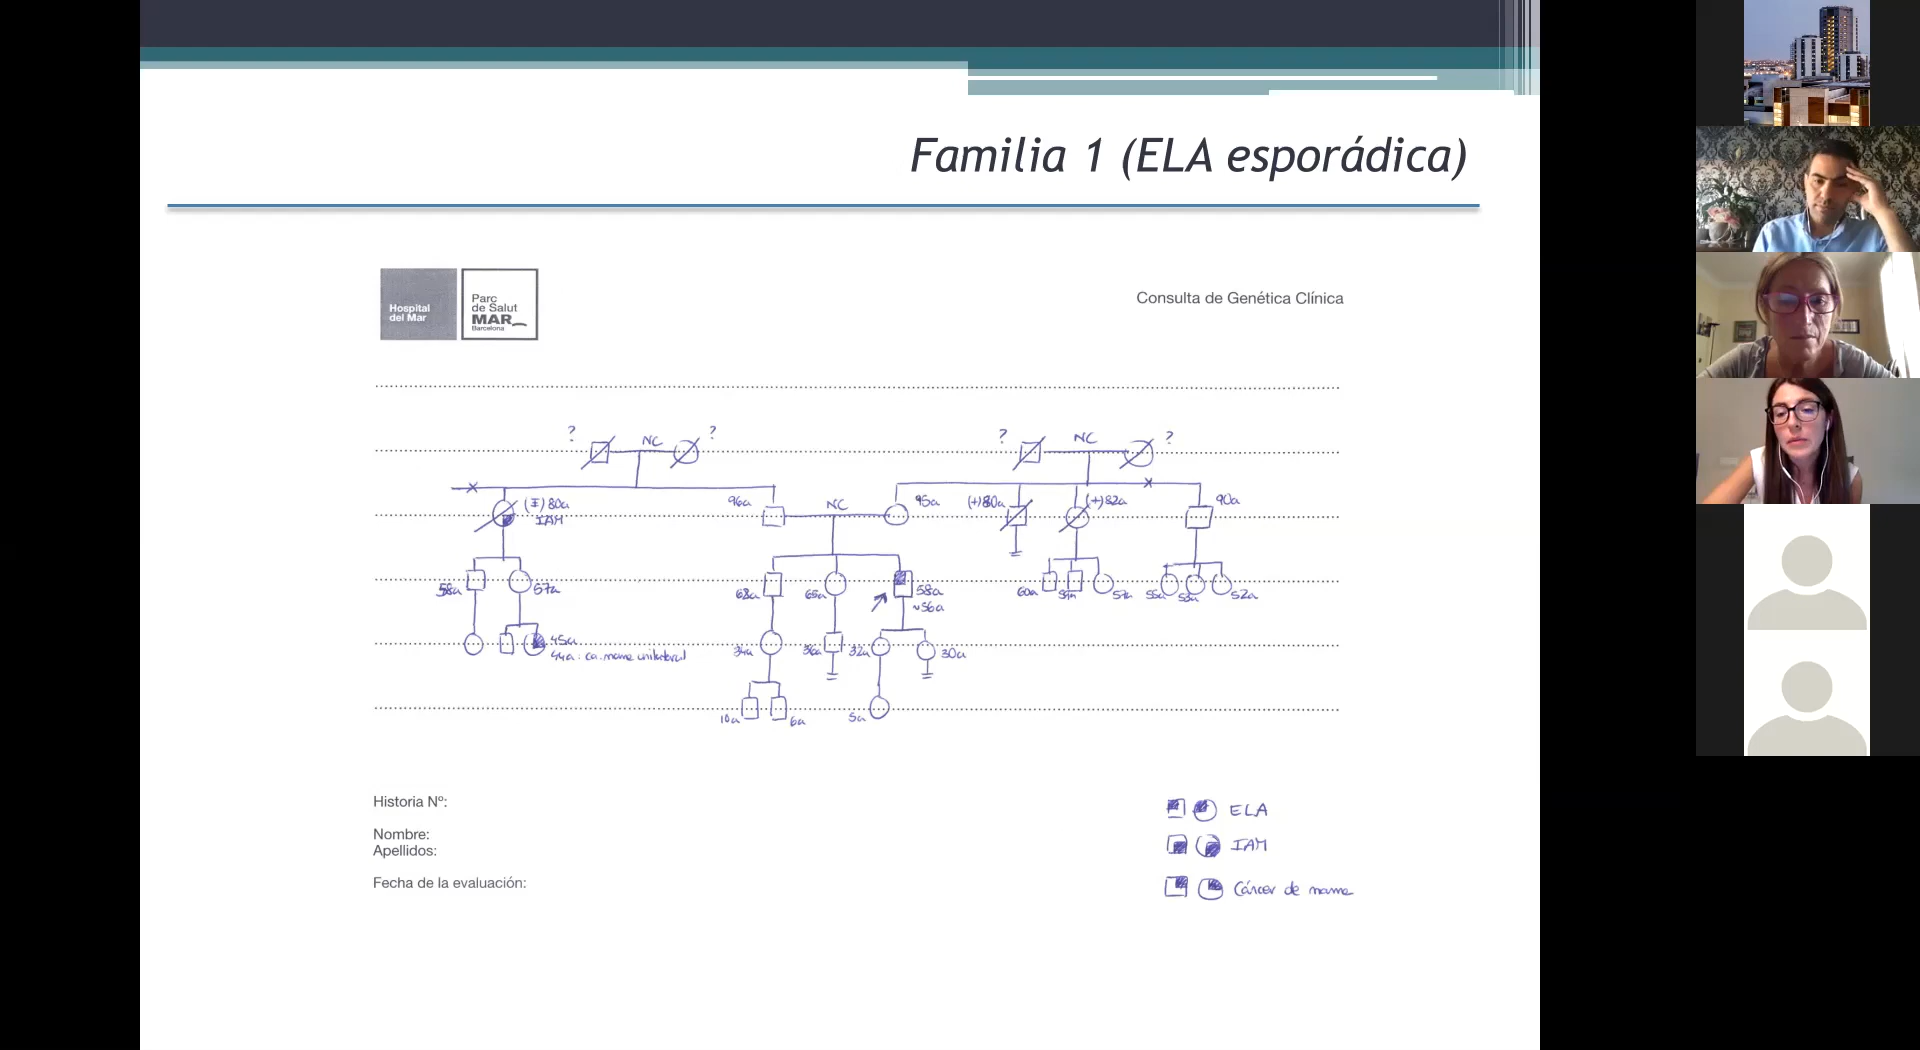 Familia 1 (ELA esporádica)
Hospital
del Mar
Parc
de Salut
MAR
Barcelona
Consulta de Genética Clínica
? NC ? ? NC ?
80a 96a NC 95a (+)80a (+)82a 90a
IAM
58a 57a 68a 65a 58a 60a 57a 55a 53a 52a
~56a
45a
44a: ca. mama unilateral 34a 36a 32a 30a
10a 6a 5a
Historia Nº:
Nombre:
Apellidos:
Fecha de la evaluación:
ELA
IAM
Cáncer de mama